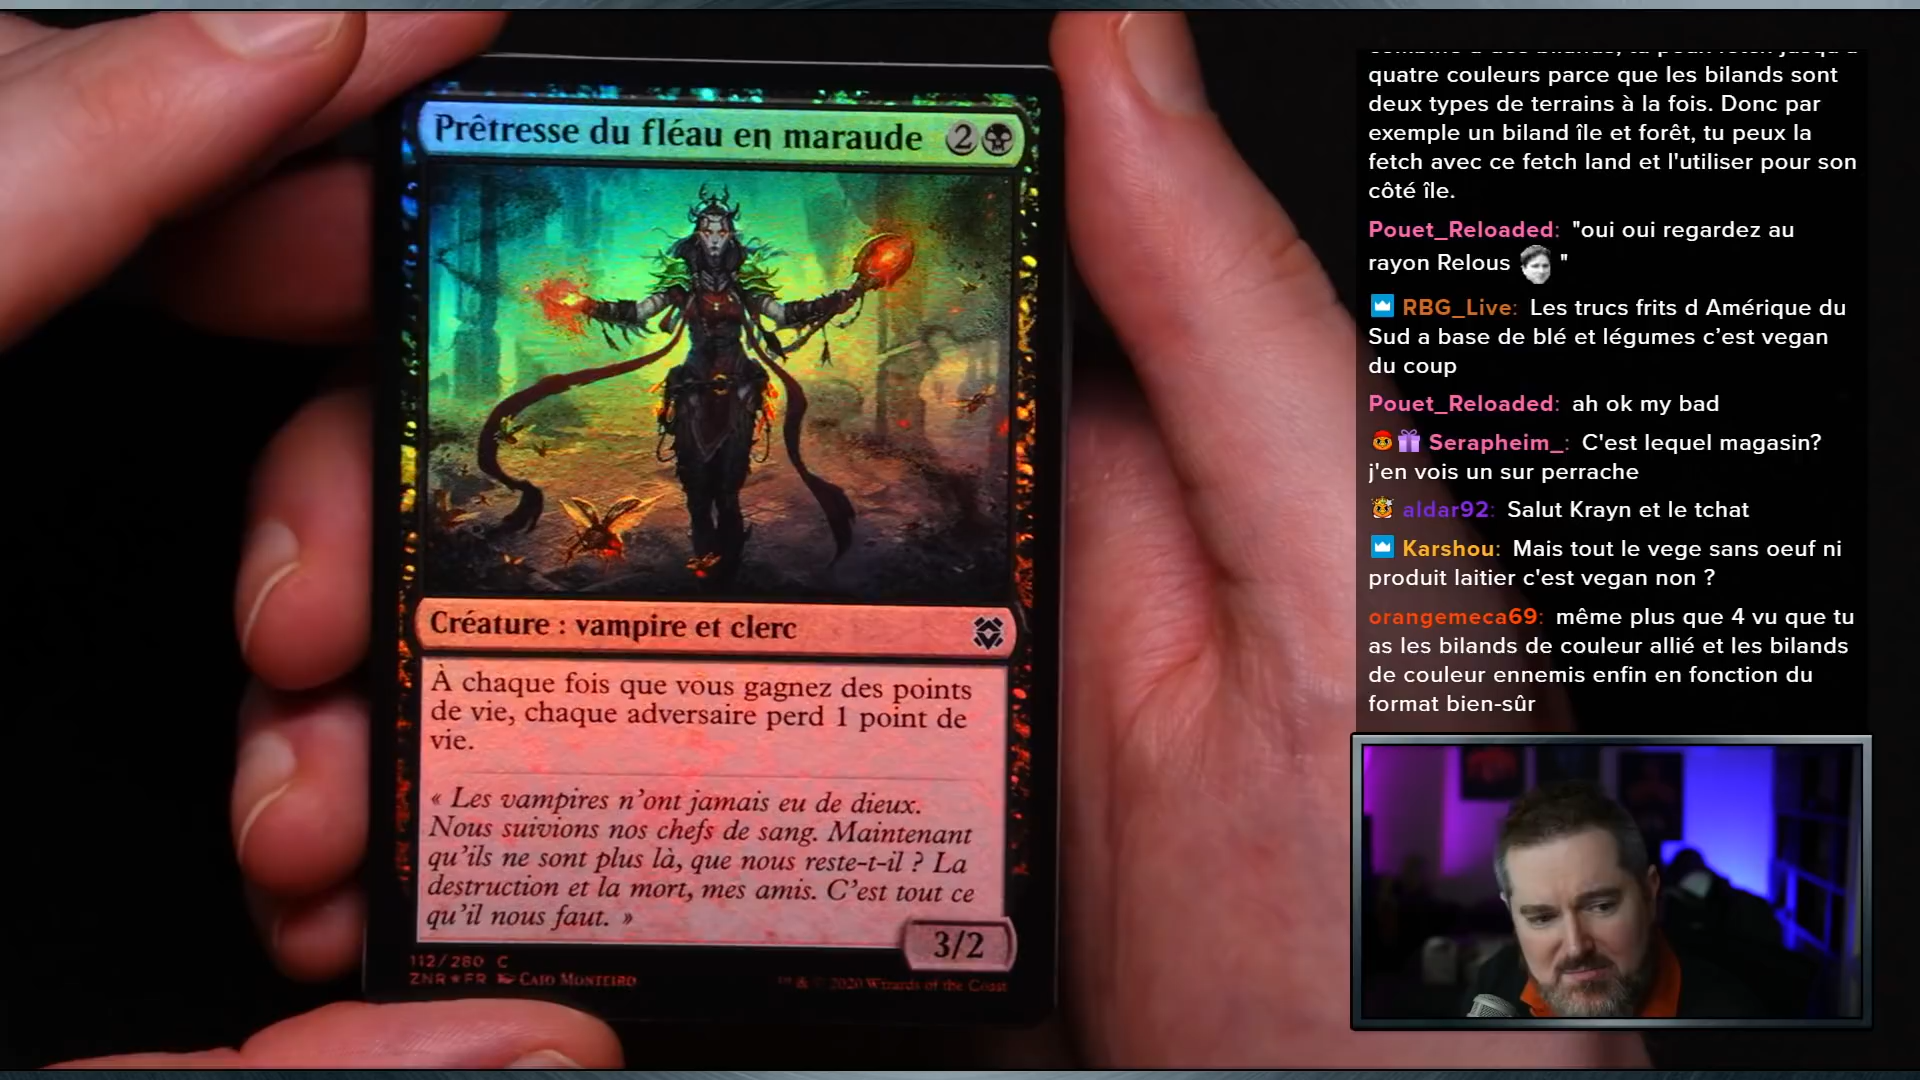 Prêtresse du fléau en maraude 2
Créature : vampire et clerc
À chaque fois que vous gagnez des points
de vie, chaque adversaire perd 1 point de
vie.
« Les vampires n'ont jamais eu de dieux.
Nous suivions nos chefs de sang. Maintenant
qu'ils ne sont plus là, que nous reste-t-il ? La
destruction et la mort, mes amis. C'est tout ce
qu'il nous faut. »
3/2
112/280 C
ZNR★FR Caio Monteiro
™ & © 2020 Wizards of the Coast
quatre couleurs parce que les bilands sont
deux types de terrains à la fois. Donc par
exemple un biland île et forêt, tu peux la
fetch avec ce fetch land et l'utiliser pour son
côté île.
Pouet_Reloaded: "oui oui regardez au
rayon Relous "
RBG_Live: Les trucs frits d Amérique du
Sud a base de blé et légumes c’est vegan
du coup
Pouet_Reloaded: ah ok my bad
Serapheim_: C'est lequel magasin?
j'en vois un sur perrache
aldar92: Salut Krayn et le tchat
Karshou: Mais tout le vege sans oeuf ni
produit laitier c'est vegan non ?
orangemeca69: même plus que 4 vu que tu
as les bilands de couleur allié et les bilands
de couleur ennemis enfin en fonction du
format bien-sûr